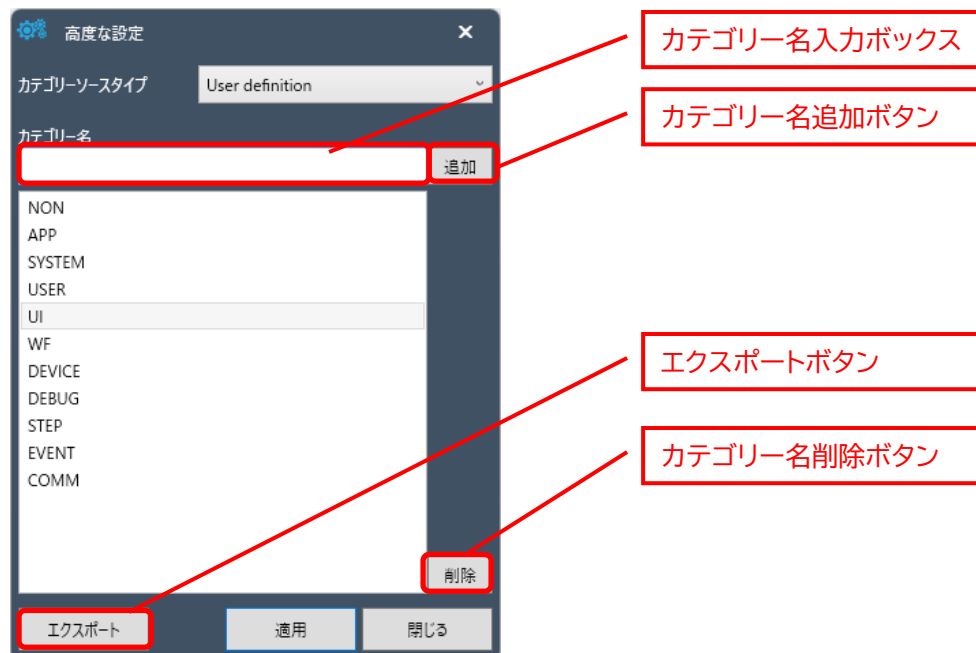 高度な設定
カテゴリーソースタイプ User definition
カテゴリー名
追加
NON
APP
SYSTEM
USER
UI
WF
DEVICE
DEBUG
STEP
EVENT
COMM
削除
エクスポート 適用 閉じる
カテゴリー名入力ボックス
カテゴリー名追加ボタン
エクスポートボタン
カテゴリー名削除ボタン